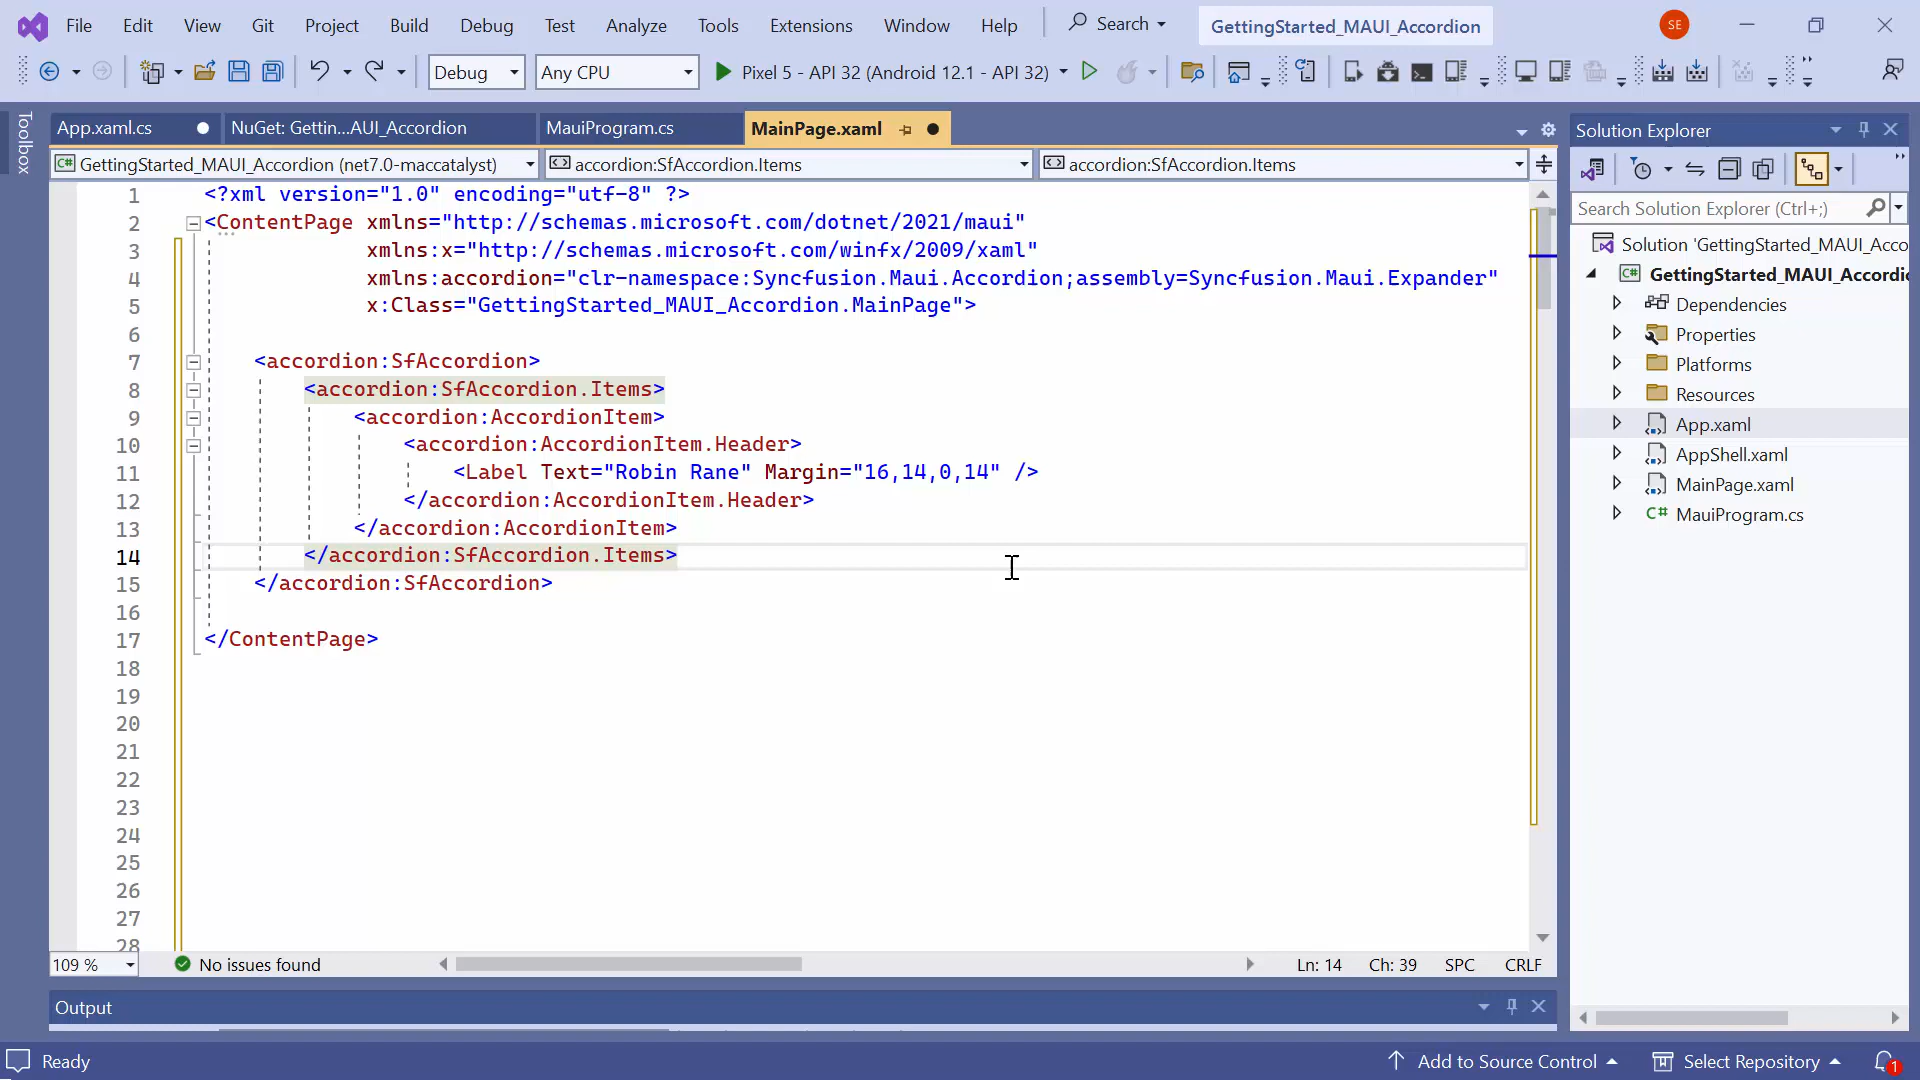 File Edit View Git Project Build Debug Test Analyze Tools Extensions Window Help Search GettingStarted_MAUI_Accordion SE
Debug Any CPU Pixel 5 - API 32 (Android 12.1 - API 32)
Toolbox
App.xaml.cs NuGet: Gettin...AUI_Accordion MauiProgram.cs MainPage.xaml
GettingStarted_MAUI_Accordion (net7.0-maccatalyst) accordion:SfAccordion.Items accordion:SfAccordion.Items
1 <?xml version="1.0" encoding="utf-8" ?>
2 <ContentPage xmlns="http://schemas.microsoft.com/dotnet/2021/maui"
3 xmlns:x="http://schemas.microsoft.com/winfx/2009/xaml"
4 xmlns:accordion="clr-namespace:Syncfusion.Maui.Accordion;assembly=Syncfusion.Maui.Expander"
5 x:Class="GettingStarted_MAUI_Accordion.MainPage">
6
7 <accordion:SfAccordion>
8 <accordion:SfAccordion.Items>
9 <accordion:AccordionItem>
10 <accordion:AccordionItem.Header>
11 <Label Text="Robin Rane" Margin="16,14,0,14" />
12 </accordion:AccordionItem.Header>
13 </accordion:AccordionItem>
14 </accordion:SfAccordion.Items>
15 </accordion:SfAccordion>
16
17 </ContentPage>
18
19
20
21
22
23
24
25
26
27
28
109 % No issues found Ln: 14 Ch: 39 SPC CRLF
Output
Solution Explorer
Search Solution Explorer (Ctrl+;)
Solution 'GettingStarted_MAUI_Acco
C# GettingStarted_MAUI_Accordio
Dependencies
Properties
Platforms
Resources
App.xaml
AppShell.xaml
MainPage.xaml
C# MauiProgram.cs
Ready Add to Source Control Select Repository 1